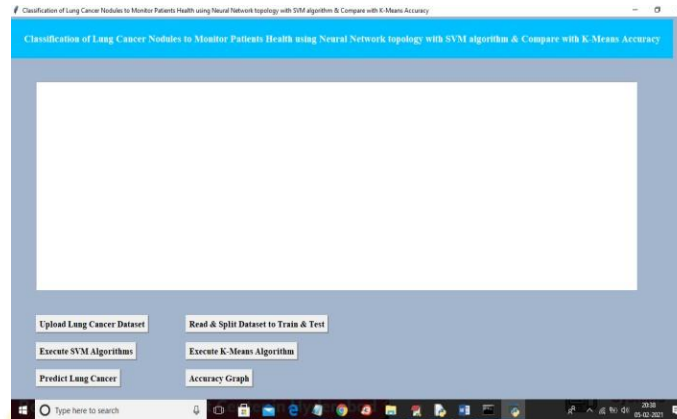 Classification of Lung Cancer Nodules to Monitor Patients Health using Neural Network topology with SVM algorithm & Compare with K-Means Accuracy
Classification of Lung Cancer Nodules to Monitor Patients Health using Neural Network topology with SVM algorithm & Compare with K-Means Accuracy
Upload Lung Cancer Dataset
Read & Split Dataset to Train & Test
Execute SVM Algorithms
Execute K-Means Algorithm
Predict Lung Cancer
Accuracy Graph
Type here to search
20:38
05-02-2021